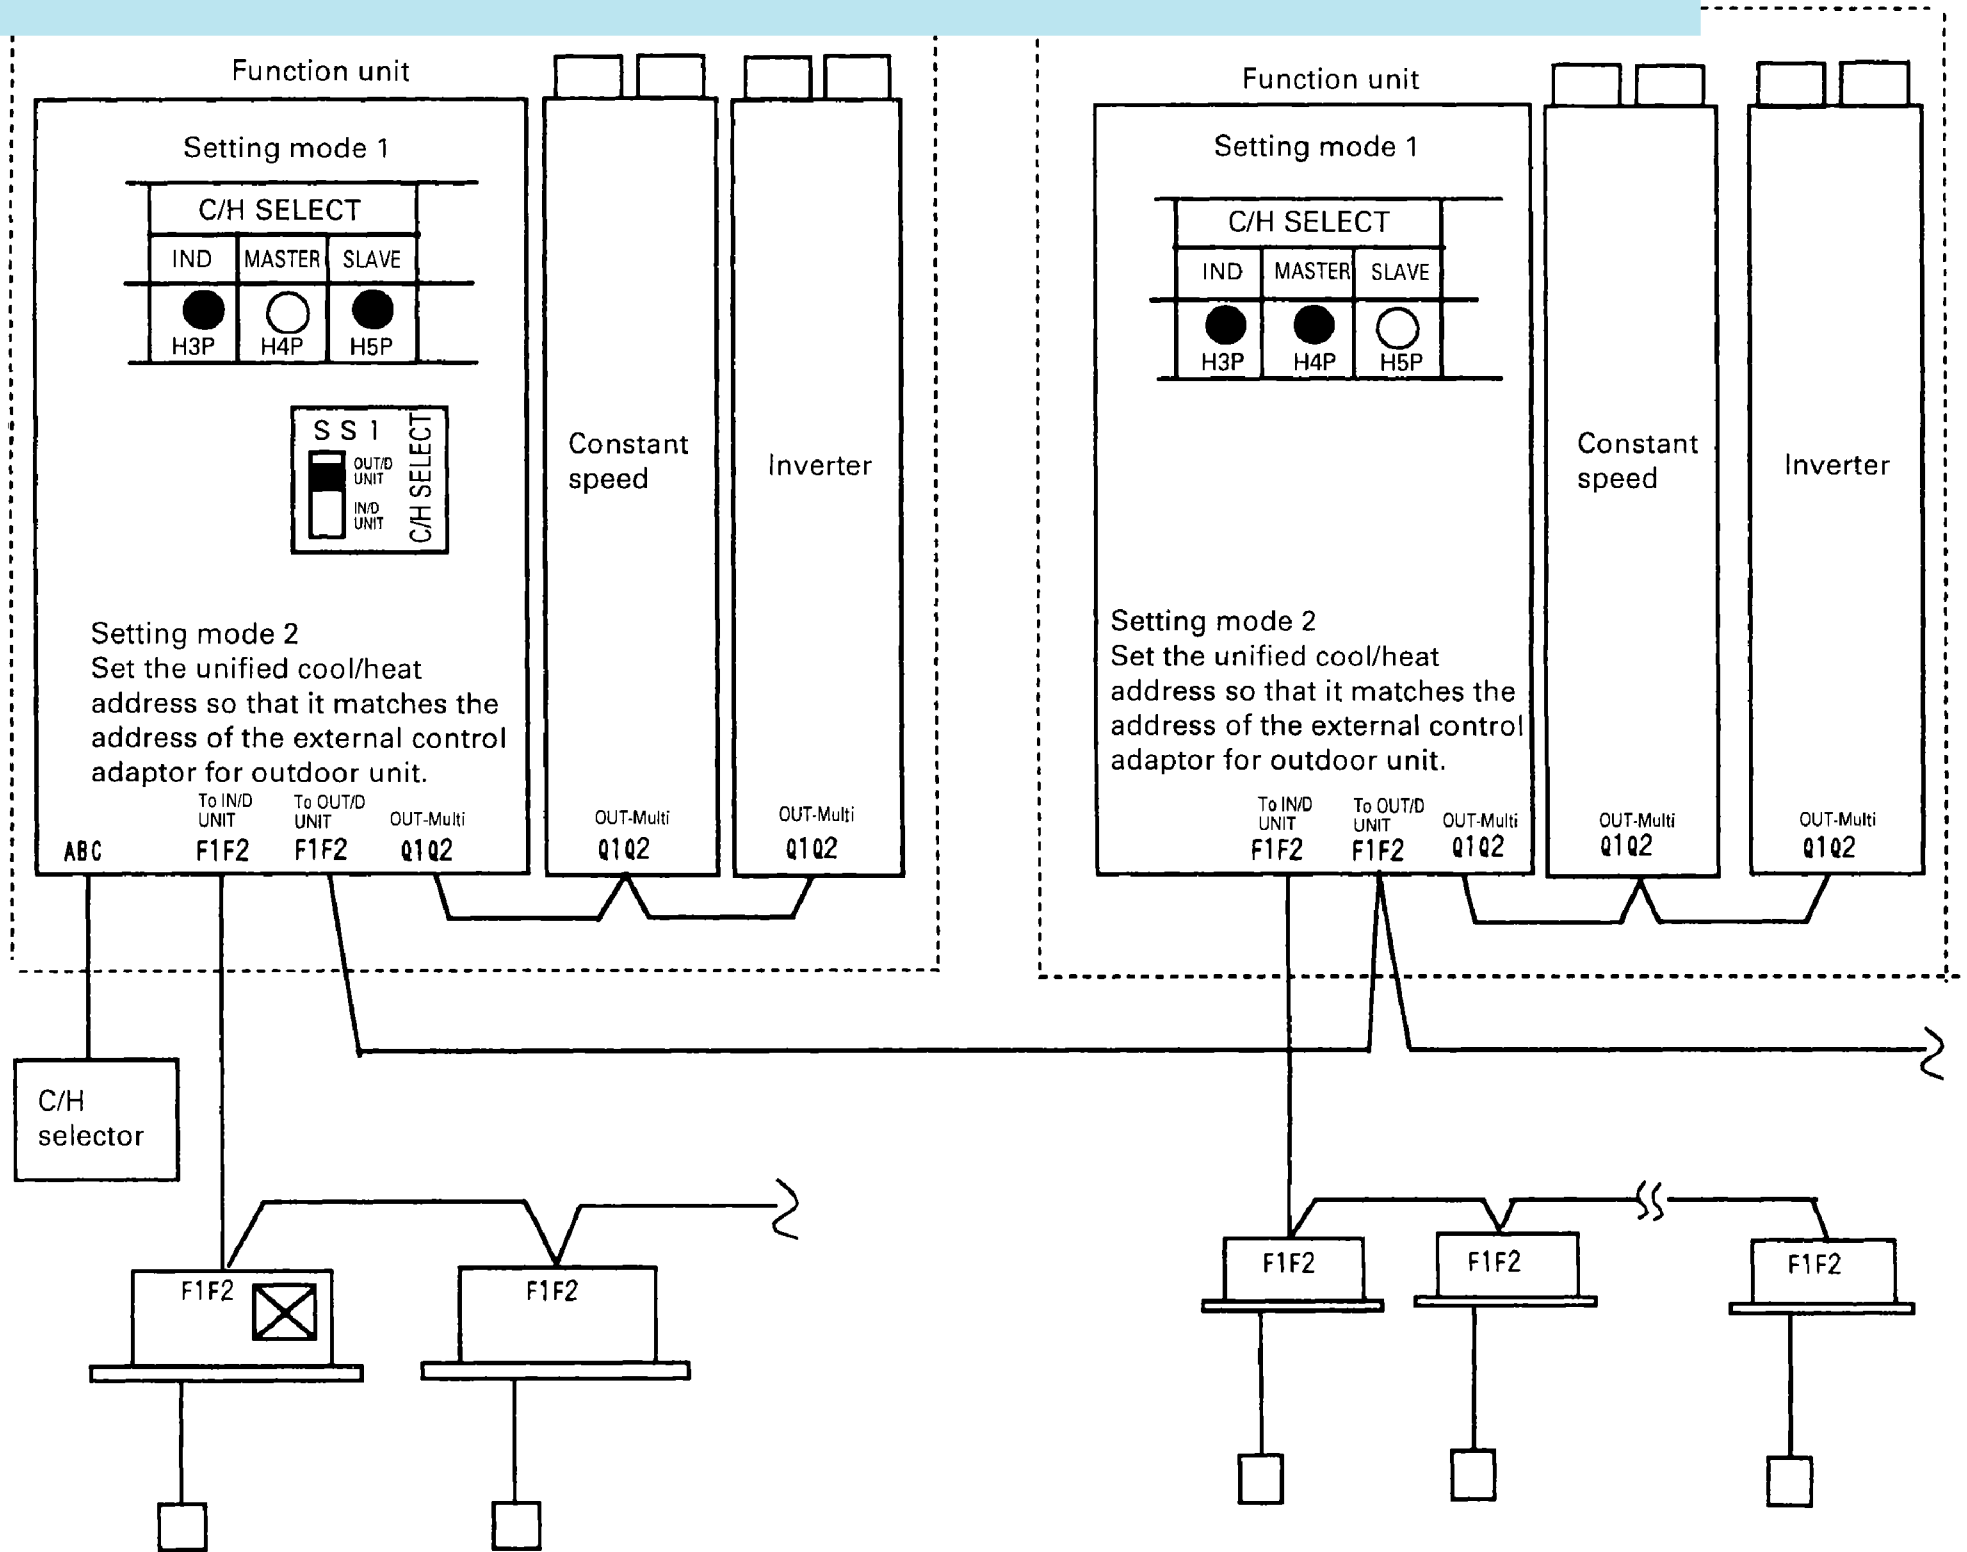 Function unit
Setting mode 1
C/H SELECT
IND MASTER SLAVE
H3P H4P H5P
S S 1
OUT/D
UNIT
IN/D
UNIT
C/H SELECT
Setting mode 2
Set the unified cool/heat
address so that it matches the
address of the external control
adaptor for outdoor unit.
To IN/D
UNIT
F1F2
To OUT/D
UNIT
F1F2
OUT-Multi
Q1Q2
ABC
Constant
speed
OUT-Multi
Q1Q2
Inverter
OUT-Multi
Q1Q2
Function unit
Setting mode 1
C/H SELECT
IND MASTER SLAVE
H3P H4P H5P
Setting mode 2
Set the unified cool/heat
address so that it matches the
address of the external control
adaptor for outdoor unit.
To IN/D
UNIT
F1F2
To OUT/D
UNIT
F1F2
OUT-Multi
Q1Q2
Constant
speed
OUT-Multi
Q1Q2
Inverter
OUT-Multi
Q1Q2
C/H
selector
F1F2
F1F2
F1F2
F1F2
F1F2